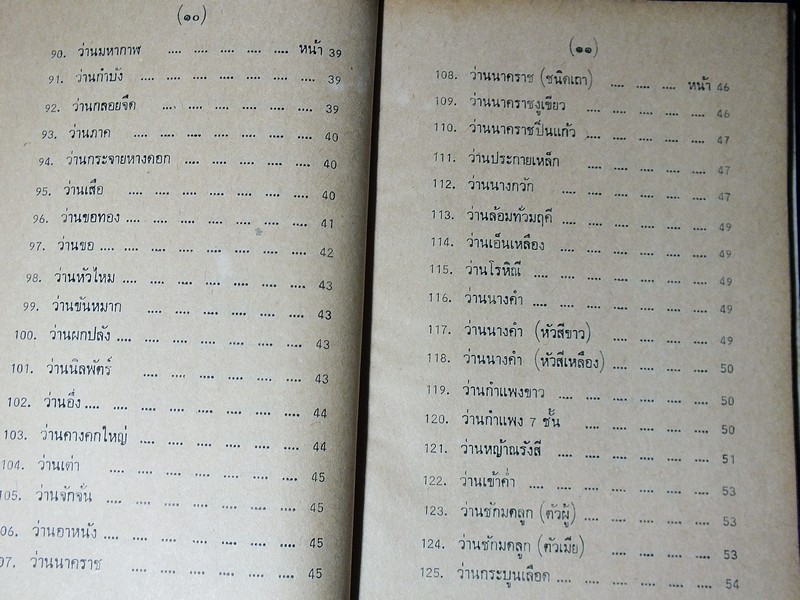 (๑๐)
90. ว่านมหากาฬ .... .... .... .... .... หน้า 39
91. ว่านกำบัง .... .... .... .... .... .... .... 39
92. ว่านกลอยจืด .... .... .... .... .... .... 39
93. ว่านภาค .... .... .... .... .... .... .... 40
94. ว่านกระจายหางดอก .... .... .... .... .... 40
95. ว่านเสือ .... .... .... .... .... .... .... 40
96. ว่านขอทอง .... .... .... .... .... .... .... 41
97. ว่านขอ .... .... .... .... .... .... .... .... 42
98. ว่านหัวไหม .... .... .... .... .... .... .... 43
99. ว่านขันหมาก .... .... .... .... .... .... 43
100. ว่านผกปลัง .... .... .... .... .... .... .... 43
101. ว่านนิลพัตร์ .... .... .... .... .... .... 43
102. ว่านอึ่ง .... .... .... .... .... .... .... .... 44
103. ว่านคางคกใหญ่ .... .... .... .... .... .... 44
104. ว่านเต่า .... .... .... .... .... .... .... 45
105. ว่านจักจั่น .... .... .... .... .... .... .... 45
06. ว่านอาหนัง .... .... .... .... .... .... .... 45
07. ว่านนาคราช .... .... .... .... .... .... 45
(๑๑)
108. ว่านนาคราช (ชนิดเถา) .... .... .... หน้า 46
109. ว่านนาคราชงูเขียว .... .... .... .... .... 46
110. ว่านนาคราชปิ่นแก้ว .... .... .... .... .... 47
111. ว่านประกายเหล็ก .... .... .... .... .... 47
112. ว่านนางกวัก .... .... .... .... .... .... 47
113. ว่านล้อมทั่วมฤคี .... .... .... .... .... .... 49
114. ว่านเอ็นเหลือง .... .... .... .... .... .... 49
115. ว่านโรหิณี .... .... .... .... .... .... .... 49
116. ว่านนางคำ .... .... .... .... .... .... .... 49
117. ว่านนางคำ (หัวสีขาว) .... .... .... .... 49
118. ว่านนางคำ (หัวสีเหลือง) .... .... .... .... 50
119. ว่านกำแพงขาว .... .... .... .... .... .... 50
120. ว่านกำแพง 7 ชั้น .... .... .... .... .... 50
121. ว่านหญ้าณรังสี .... .... .... .... .... .... 51
122. ว่านเข้าค่ำ .... .... .... .... .... .... 53
123. ว่านชักมดลูก (ตัวผู้) .... .... .... .... .... 53
124. ว่านชักมดลูก (ตัวเมีย) .... .... .... .... 53
125. ว่านกระบูนเลือด .... .... .... .... .... .... 54